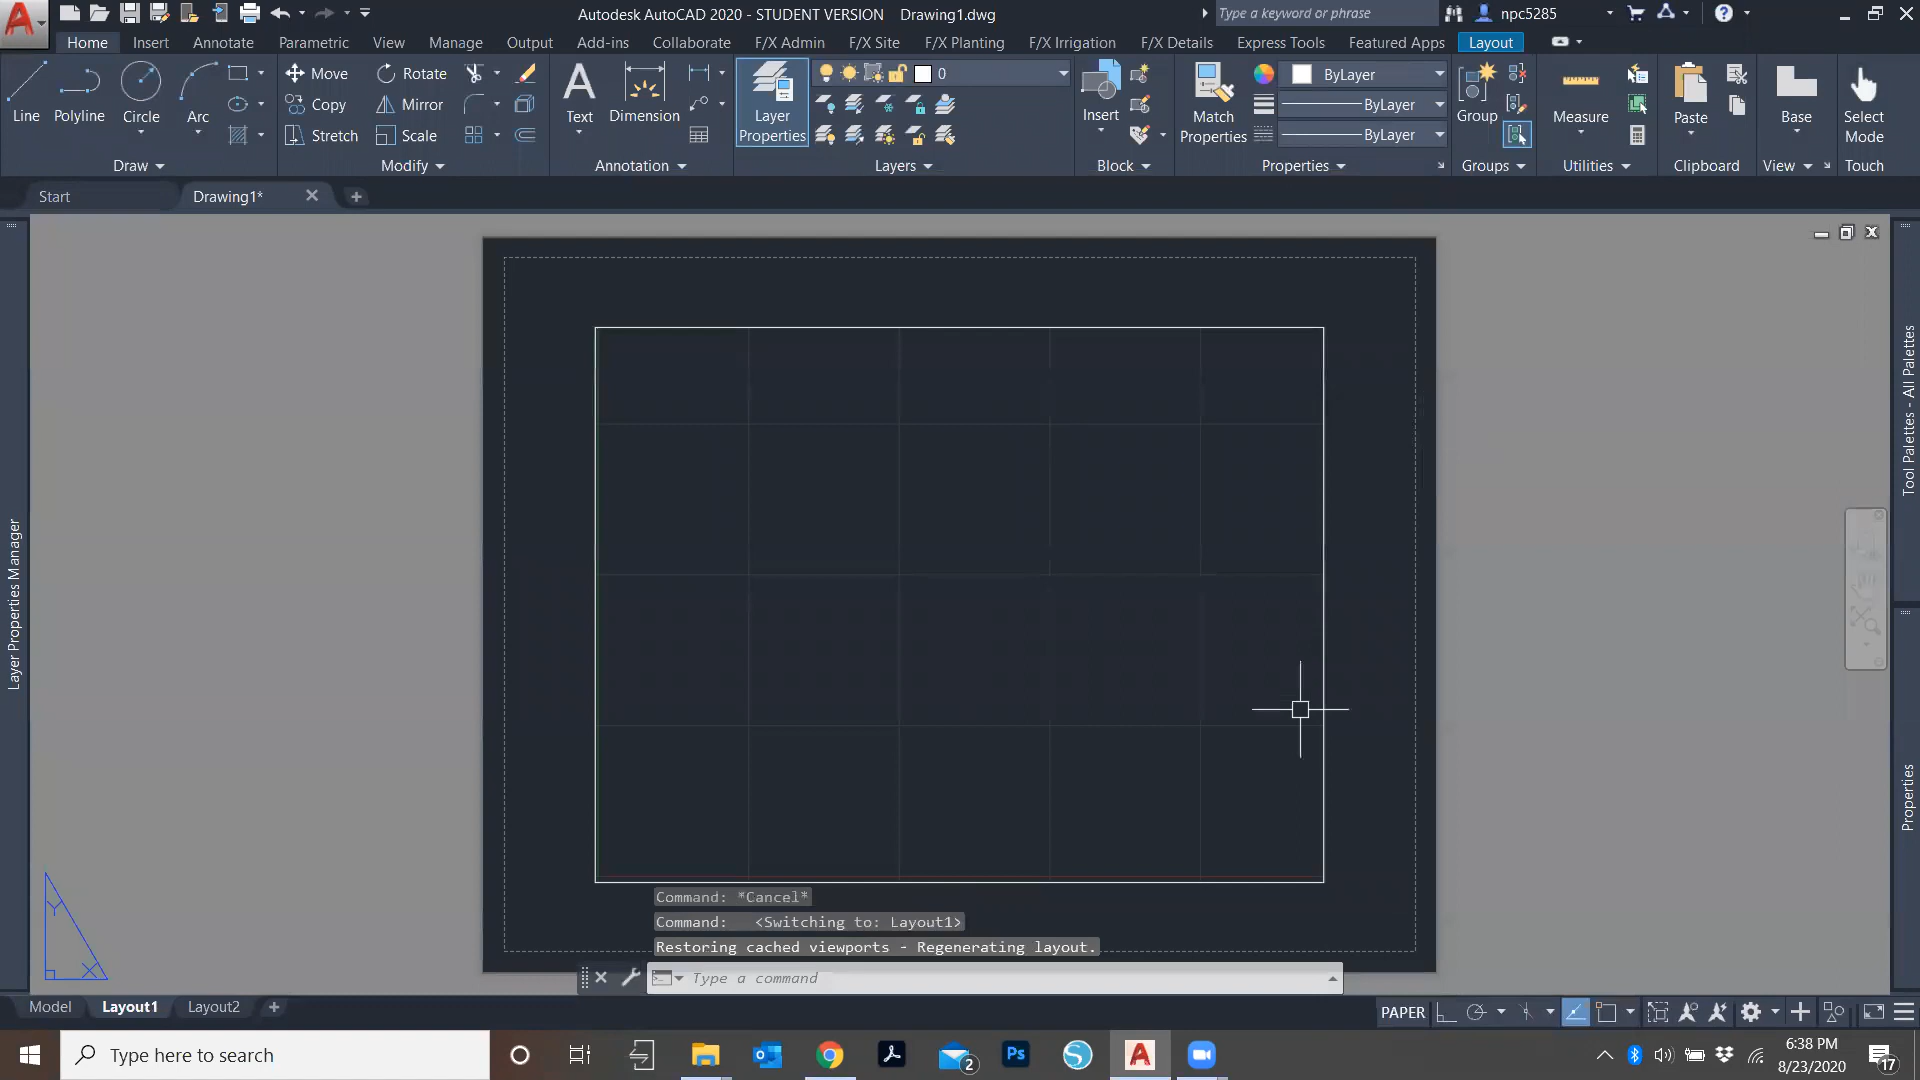 Autodesk AutoCAD 2020 - STUDENT VERSION Drawing1.dwg
Type a keyword or phrase
npc5285
Home Insert Annotate Parametric View Manage Output Add-ins Collaborate F/X Admin F/X Site F/X Planting F/X Irrigation F/X Details Express Tools Featured Apps Layout
Line Polyline Circle Arc
Move Rotate
Copy Mirror
Stretch Scale
Text Dimension
Layer Properties
0
Insert
Match Properties
ByLayer
ByLayer
ByLayer
Group
Measure
Paste
Base
Select Mode
Draw Modify Annotation Layers Block Properties Groups Utilities Clipboard View Touch
Start Drawing1*
Layer Properties Manager
Tool Palettes - All Palettes
Properties
Y
X
Command: *Cancel*
Command: <Switching to: Layout1>
Restoring cached viewports - Regenerating layout.
Type a command
Model Layout1 Layout2
PAPER
Type here to search
2
Ps
6:38 PM
8/23/2020
17